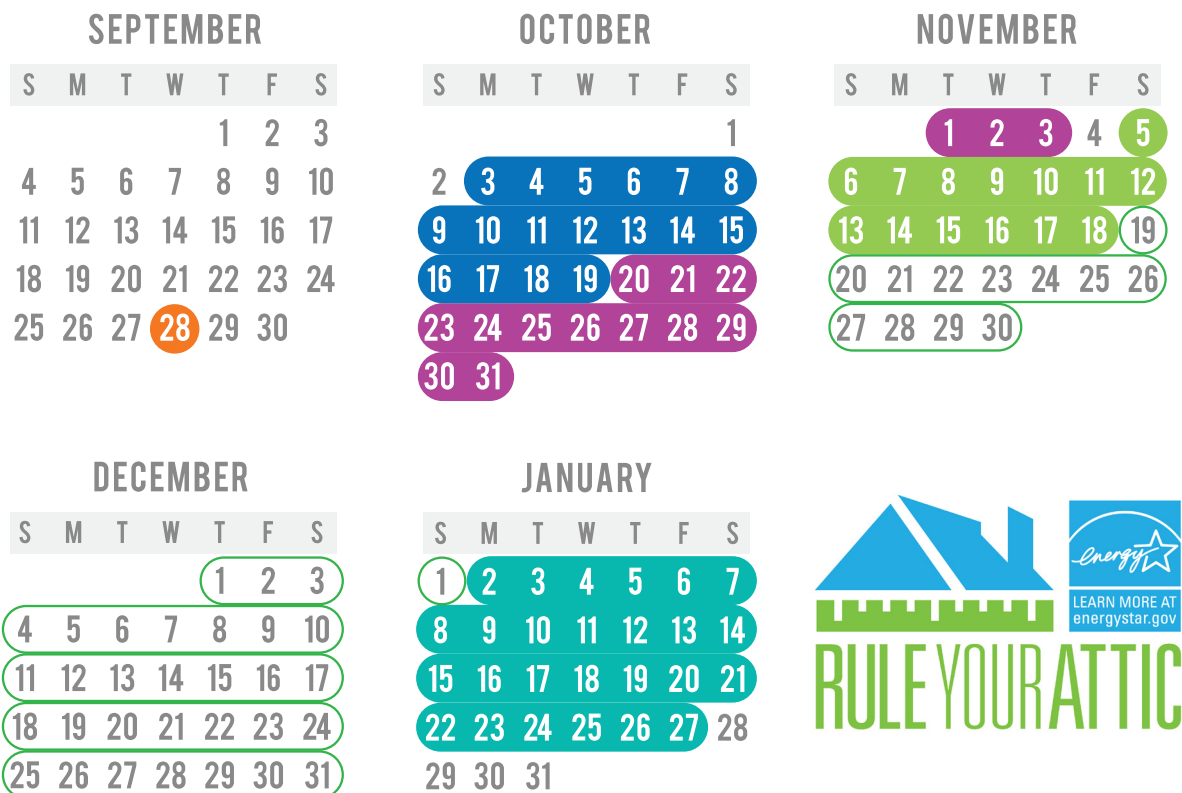 SEPTEMBER
S M T W T F S
1 2 3
4 5 6 7 8 9 10
11 12 13 14 15 16 17
18 19 20 21 22 23 24
25 26 27 28 29 30
OCTOBER
S M T W T F S
1
2 3 4 5 6 7 8
9 10 11 12 13 14 15
16 17 18 19 20 21 22
23 24 25 26 27 28 29
30 31
NOVEMBER
S M T W T F S
1 2 3 4 5
6 7 8 9 10 11 12
13 14 15 16 17 18 19
20 21 22 23 24 25 26
27 28 29 30
DECEMBER
S M T W T F S
1 2 3
4 5 6 7 8 9 10
11 12 13 14 15 16 17
18 19 20 21 22 23 24
25 26 27 28 29 30 31
JANUARY
S M T W T F S
1 2 3 4 5 6 7
8 9 10 11 12 13 14
15 16 17 18 19 20 21
22 23 24 25 26 27 28
29 30 31
energy
LEARN MORE AT
energystar.gov
RULE YOUR ATTIC